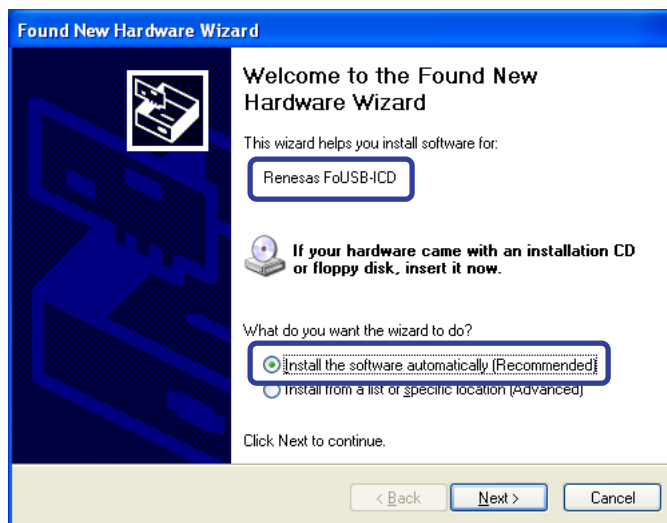 Found New Hardware Wizard
Welcome to the Found New
Hardware Wizard
This wizard helps you install software for:
Renesas FoUSB-ICD
If your hardware came with an installation CD
or floppy disk, insert it now.
What do you want the wizard to do?
Install the software automatically (Recommended)
Install from a list or specific location (Advanced)
Click Next to continue.
< Back Next > Cancel